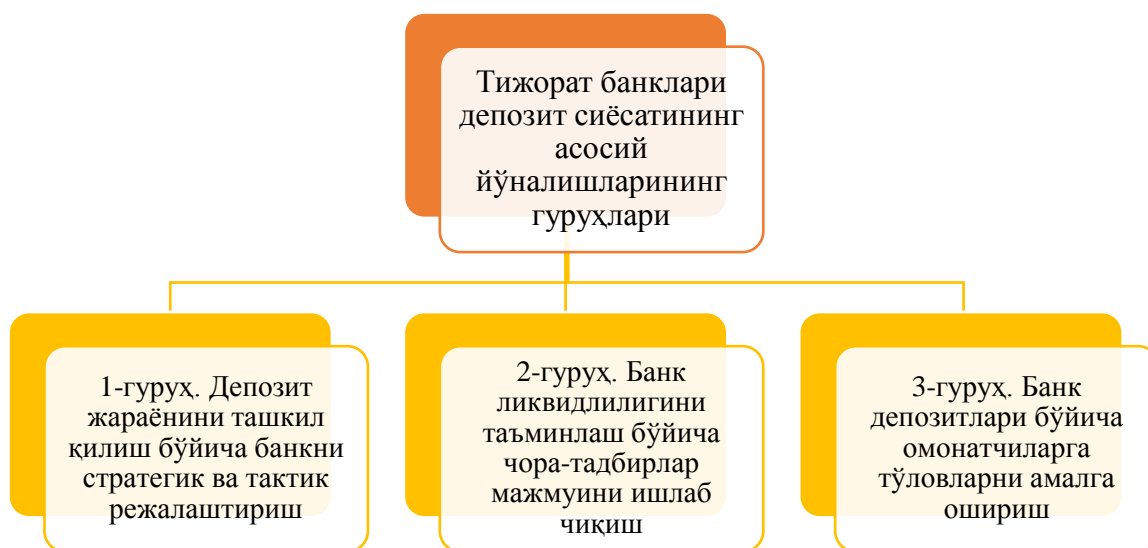 Тижорат банклари
депозит сиёсатининг
асосий
йўналишларининг
гуруҳлари
1-гуруҳ. Депозит
жараёнини ташкил
қилиш бўйича банкни
стратегик ва тактик
режалаштириш
2-гуруҳ. Банк
ликвидлилигини
таъминлаш бўйича
чора-тадбирлар
мажмуини ишлаб
чиқиш
3-гуруҳ. Банк
депозитлари бўйича
омонатчиларга
тўловларни амалга
ошириш